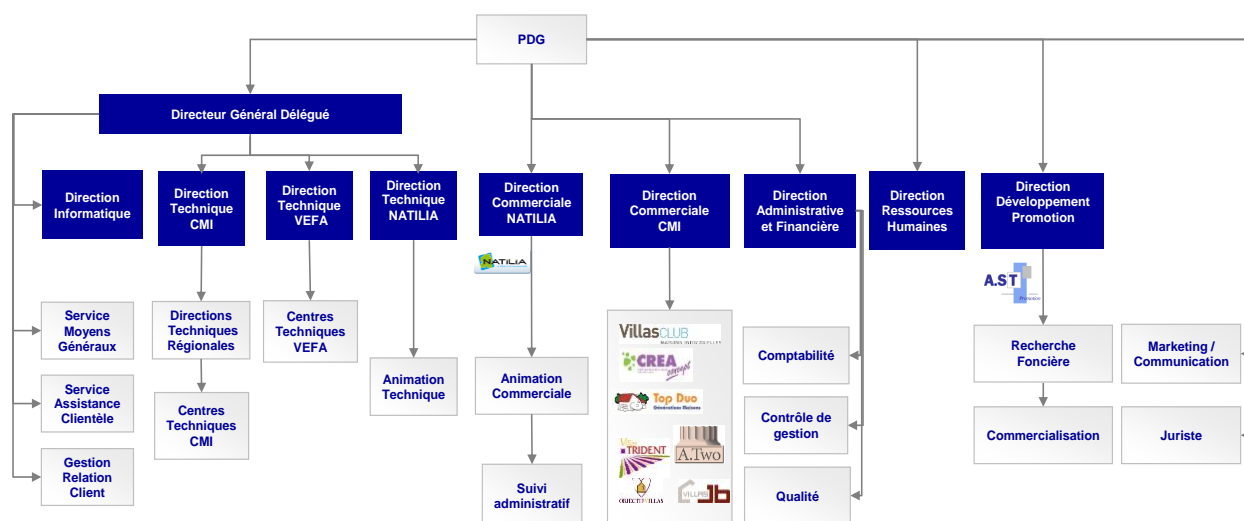 PDG
Directeur Général Délégué
Direction
Informatique
Direction
Technique
CMI
Direction
Technique
VEFA
Direction
Technique
NATILIA
Direction
Commerciale
NATILIA
Direction
Commerciale
CMI
Direction
Administrative
et Financière
Direction
Ressources
Humaines
Direction
Développement
Promotion
NATILIA
A.S.T
Promotion
Service
Moyens
Généraux
Directions
Techniques
Régionales
Centres
Techniques
VEFA
Villas CLUB
MAISONS INDIVIDUELLES
CREA
concept
Top Duo
Générations Maisons
Villas
TRIDENT
A.Two
OBJECTIF VILLAS
VILLAS Jb
Comptabilité
Recherche
Foncière
Marketing /
Communication
Service
Assistance
Clientèle
Centres
Techniques
CMI
Animation
Technique
Animation
Commerciale
Contrôle de
gestion
Commercialisation
Juriste
Gestion
Relation
Client
Suivi
administratif
Qualité